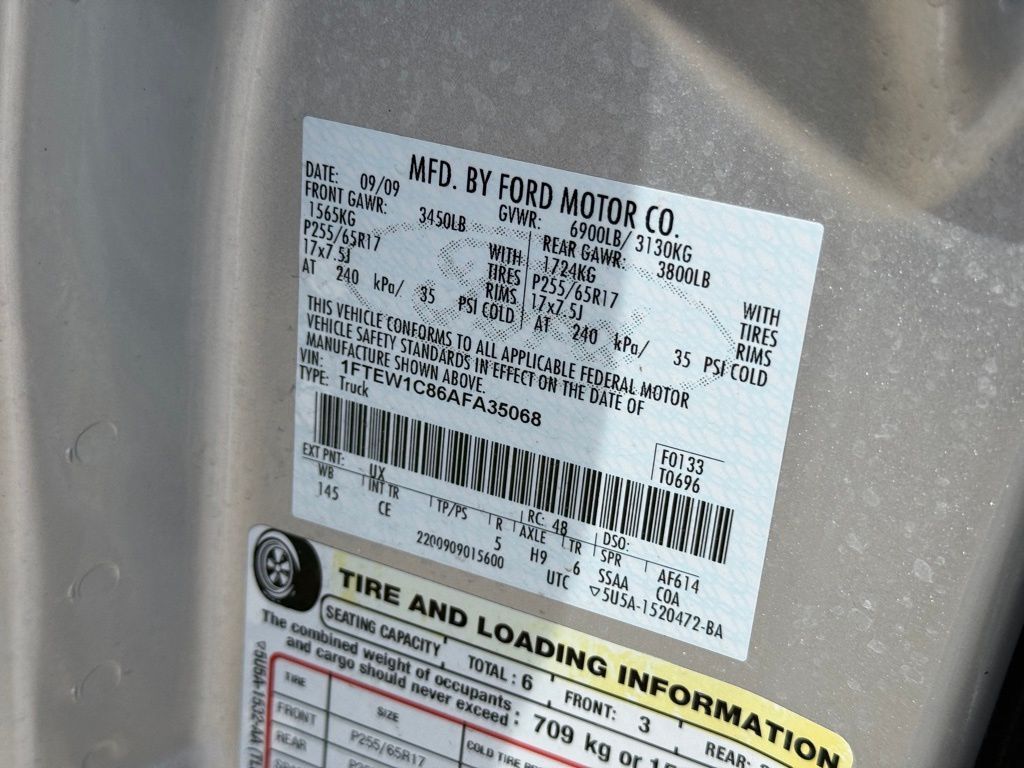 MFD. BY FORD MOTOR CO.
DATE: 09/09 GVWR: 6900LB/ 3130KG
FRONT GAWR: 3450LB REAR GAWR: 3800LB
1565KG WITH 1724KG WITH
P255/65R17 TIRES P255/65R17 TIRES
17x7.5J RIMS 17x7.5J RIMS
AT 240 kPa/ 35 PSI COLD AT 240 kPa/ 35 PSI COLD
THIS VEHICLE CONFORMS TO ALL APPLICABLE FEDERAL MOTOR
VEHICLE SAFETY STANDARDS IN EFFECT ON THE DATE OF
MANUFACTURE SHOWN ABOVE.
VIN: 1FTEW1C86AFA35068
TYPE: Truck
F0133
T0696
EXT PNT: UX RC: 48 DSO:
WB INT TR TP/PS R AXLE TR SPR AF614
145 CE 5 H9 6 SSAA COA
2200909015600 UTC ▽5U5A-1520472-BA
TIRE AND LOADING INFORMATION
SEATING CAPACITY TOTAL: 6 FRONT: 3 REAR:
The combined weight of occupants
and cargo should never exceed: 709 kg or
TIRE SIZE COLD TIRE
FRONT P255/65R17
REAR